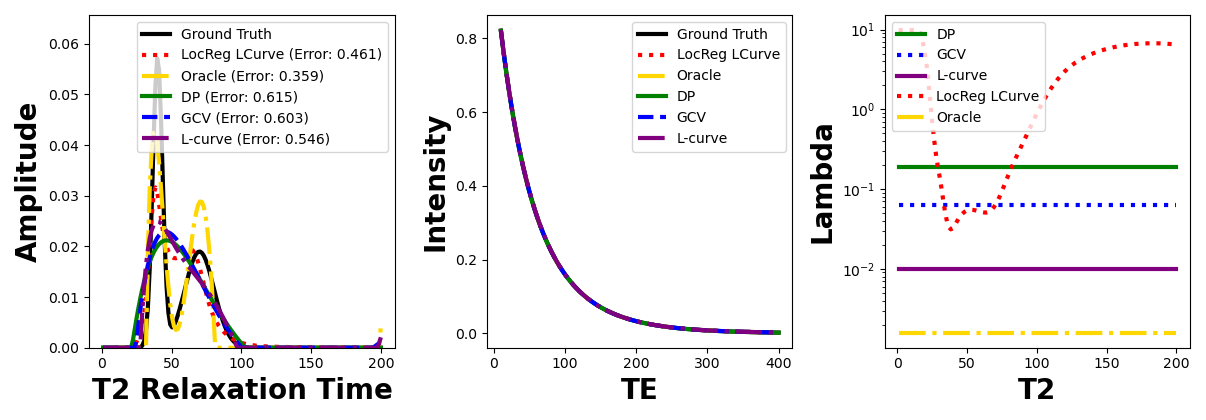 Amplitude
0.06
0.05
0.04
0.03
0.02
0.01
0.00
Ground Truth
LocReg LCurve (Error: 0.461)
Oracle (Error: 0.359)
DP (Error: 0.615)
GCV (Error: 0.603)
L-curve (Error: 0.546)
0 50 100 150 200
T2 Relaxation Time
Intensity
0.8
0.6
0.4
0.2
0.0
Ground Truth
LocReg LCurve
Oracle
DP
GCV
L-curve
0 100 200 300 400
TE
Lambda
10¹
10⁰
10⁻¹
10⁻²
DP
GCV
L-curve
LocReg LCurve
Oracle
0 50 100 150 200
T2